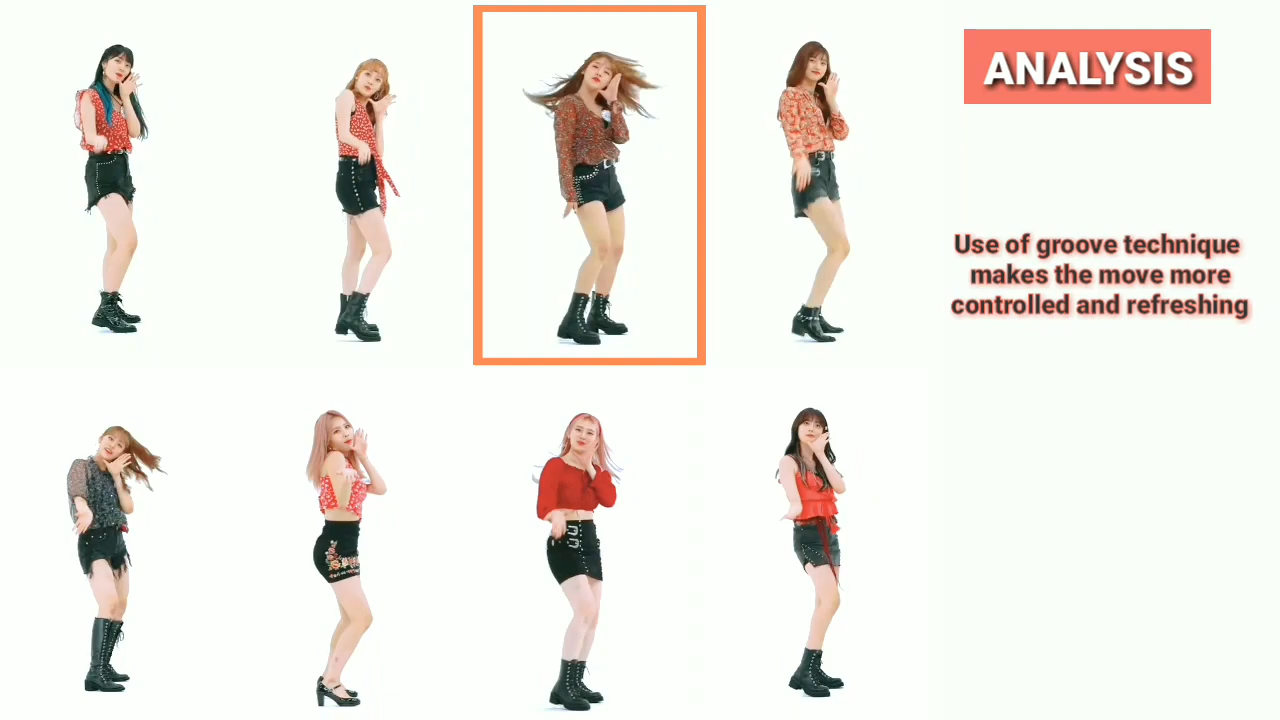 ANALYSIS
Use of groove technique
makes the move more
controlled and refreshing